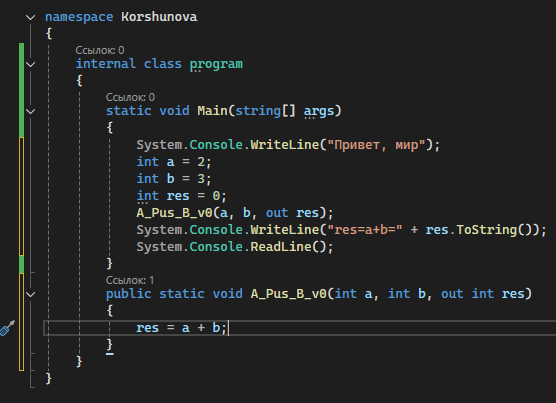 namespace Korshunova
{
Ссылок: 0
internal class program
{
Ссылок: 0
static void Main(string[] args)
{
System.Console.WriteLine("Привет, мир");
int a = 2;
int b = 3;
int res = 0;
A_Pus_B_v0(a, b, out res);
System.Console.WriteLine("res=a+b=" + res.ToString());
System.Console.ReadLine();
}
Ссылок: 1
public static void A_Pus_B_v0(int a, int b, out int res)
{
res = a + b;
}
}
}